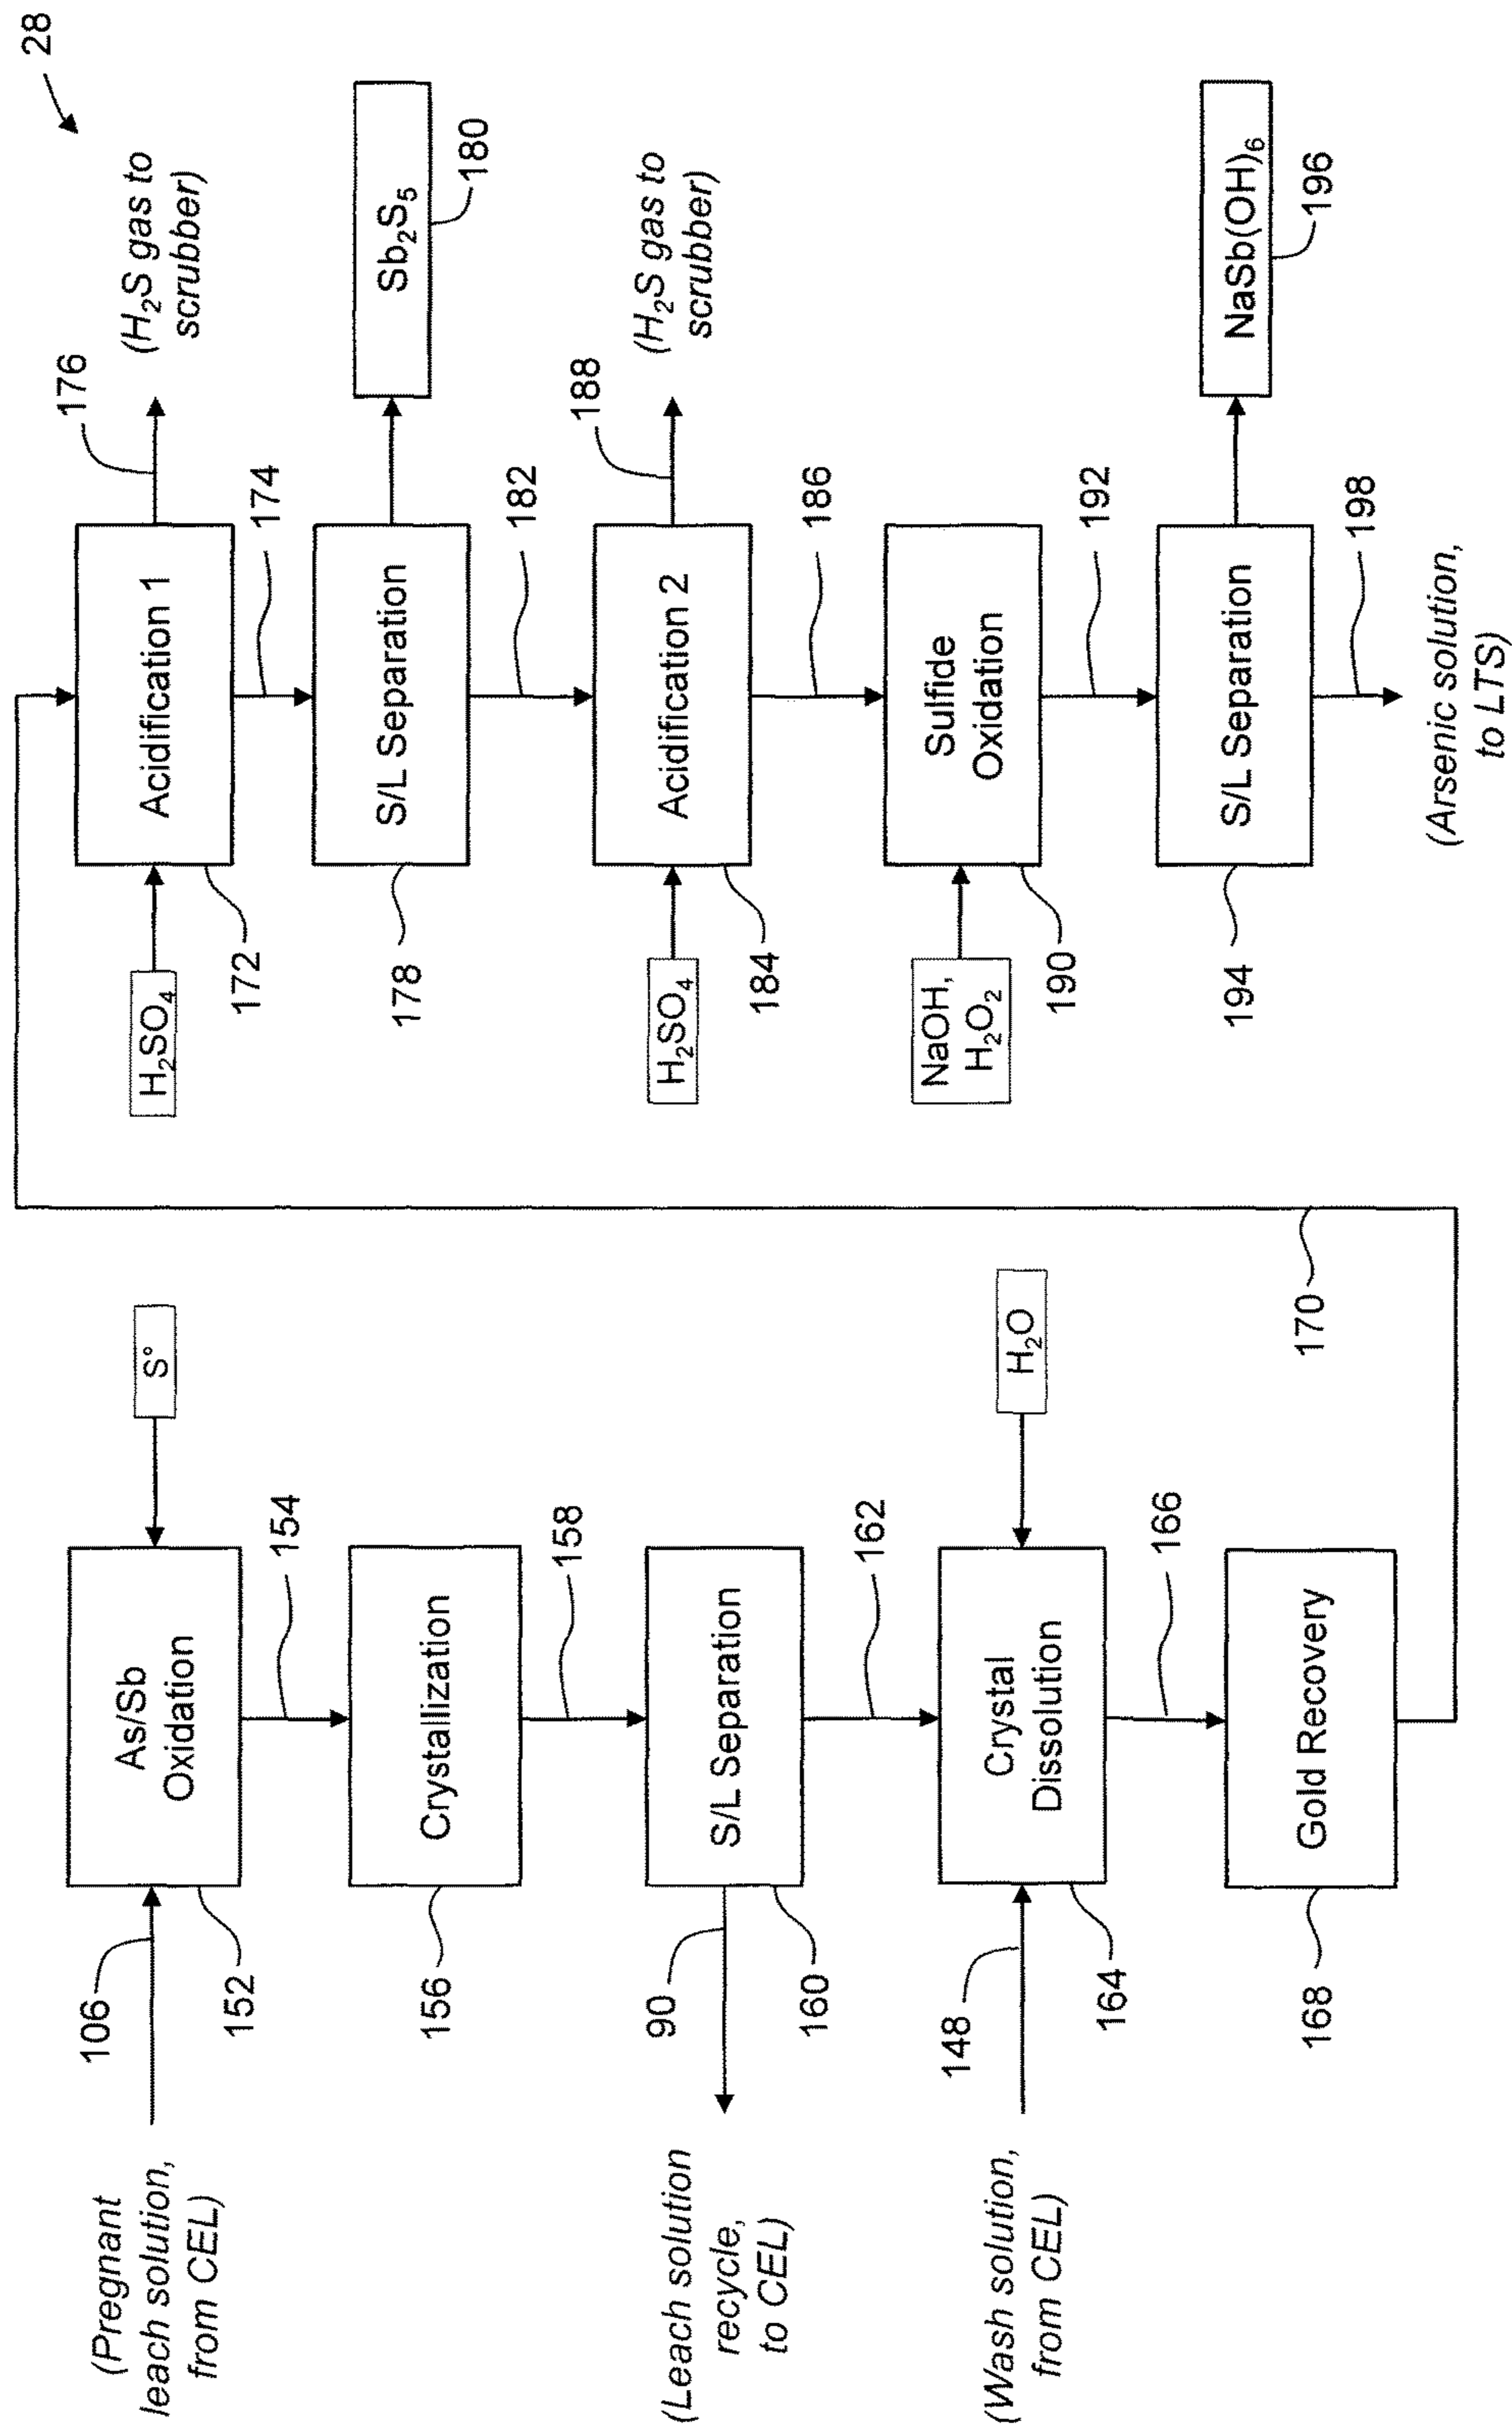 28
(Pregnant
leach solution,
from CEL)
106
As/Sb
Oxidation
152
S°
154
Crystallization
156
158
S/L Separation
160
90
(Leach solution
recycle,
to CEL)
162
Crystal
Dissolution
164
H₂O
148
(Wash solution,
from CEL)
166
Gold Recovery
168
170
H₂SO₄
Acidification 1
172
176
(H₂S gas to
scrubber)
174
S/L Separation
178
Sb₂S₅
180
182
H₂SO₄
Acidification 2
184
188
(H₂S gas to
scrubber)
186
NaOH,
H₂O₂
Sulfide
Oxidation
190
192
S/L Separation
194
NaSb(OH)₆
196
198
(Arsenic solution,
to LTS)